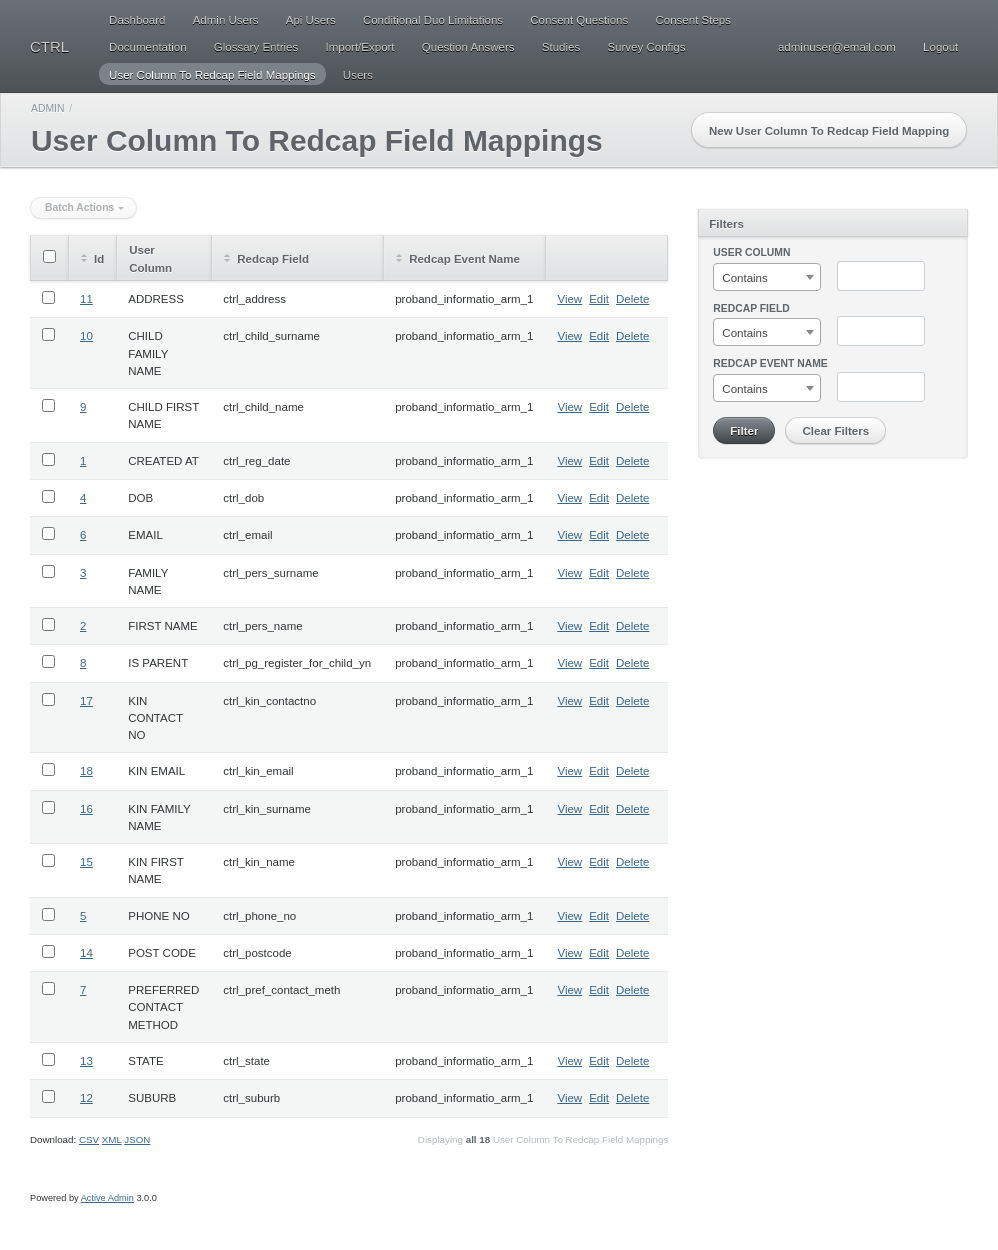 Dashboard Admin Users Api Users Conditional Duo Limitations Consent Questions Consent Steps
CTRL Documentation Glossary Entries Import/Export Question Answers Studies Survey Configs adminuser@email.com Logout
User Column To Redcap Field Mappings Users
ADMIN /
User Column To Redcap Field Mappings
New User Column To Redcap Field Mapping
Batch Actions
Id User Column Redcap Field Redcap Event Name
11 ADDRESS ctrl_address proband_informatio_arm_1 View Edit Delete
10 CHILD FAMILY NAME ctrl_child_surname proband_informatio_arm_1 View Edit Delete
9 CHILD FIRST NAME ctrl_child_name proband_informatio_arm_1 View Edit Delete
1 CREATED AT ctrl_reg_date proband_informatio_arm_1 View Edit Delete
4 DOB ctrl_dob proband_informatio_arm_1 View Edit Delete
6 EMAIL ctrl_email proband_informatio_arm_1 View Edit Delete
3 FAMILY NAME ctrl_pers_surname proband_informatio_arm_1 View Edit Delete
2 FIRST NAME ctrl_pers_name proband_informatio_arm_1 View Edit Delete
8 IS PARENT ctrl_pg_register_for_child_yn proband_informatio_arm_1 View Edit Delete
17 KIN CONTACT NO ctrl_kin_contactno proband_informatio_arm_1 View Edit Delete
18 KIN EMAIL ctrl_kin_email proband_informatio_arm_1 View Edit Delete
16 KIN FAMILY NAME ctrl_kin_surname proband_informatio_arm_1 View Edit Delete
15 KIN FIRST NAME ctrl_kin_name proband_informatio_arm_1 View Edit Delete
5 PHONE NO ctrl_phone_no proband_informatio_arm_1 View Edit Delete
14 POST CODE ctrl_postcode proband_informatio_arm_1 View Edit Delete
7 PREFERRED CONTACT METHOD ctrl_pref_contact_meth proband_informatio_arm_1 View Edit Delete
13 STATE ctrl_state proband_informatio_arm_1 View Edit Delete
12 SUBURB ctrl_suburb proband_informatio_arm_1 View Edit Delete
Download: CSV XML JSON
Displaying all 18 User Column To Redcap Field Mappings
Filters
USER COLUMN
Contains
REDCAP FIELD
Contains
REDCAP EVENT NAME
Contains
Filter Clear Filters
Powered by Active Admin 3.0.0